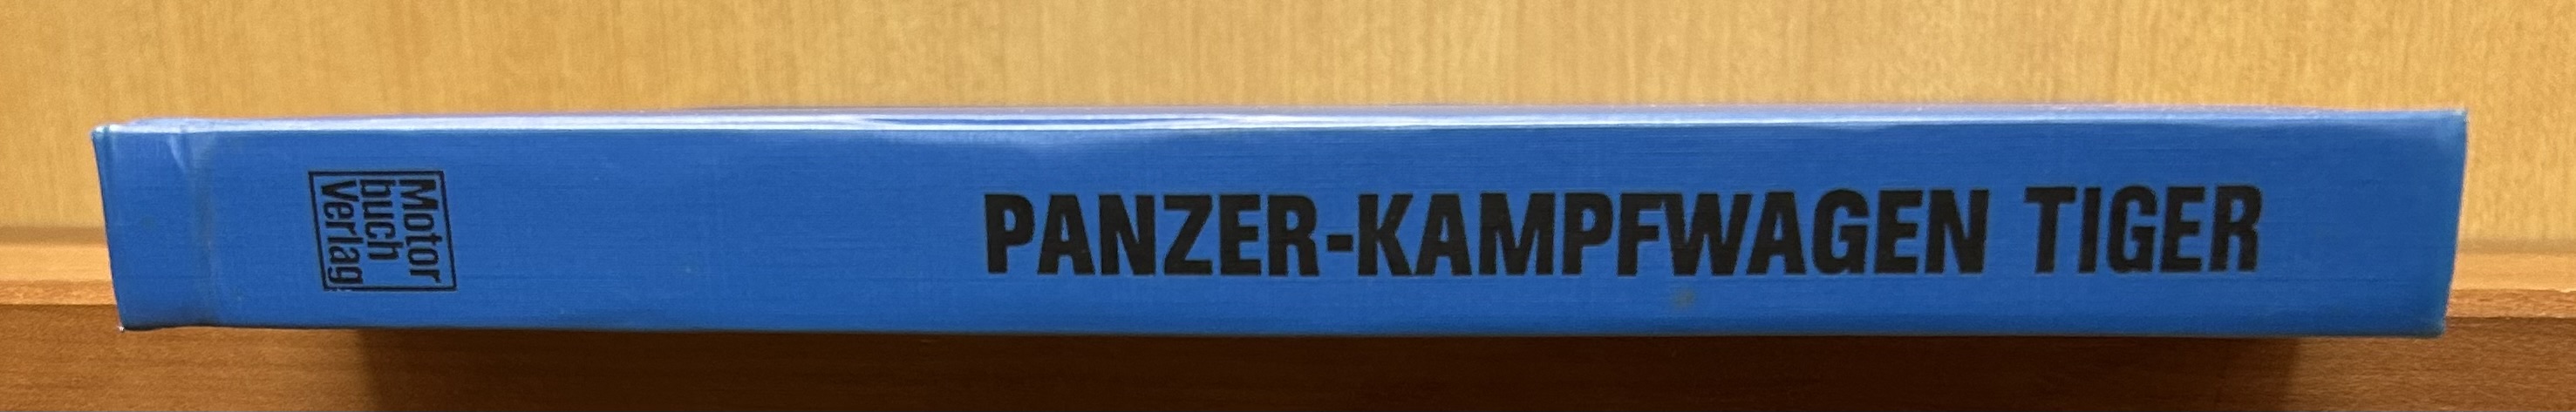 PANZER-KAMPFWAGEN TIGER
Motor
buch
Verlag